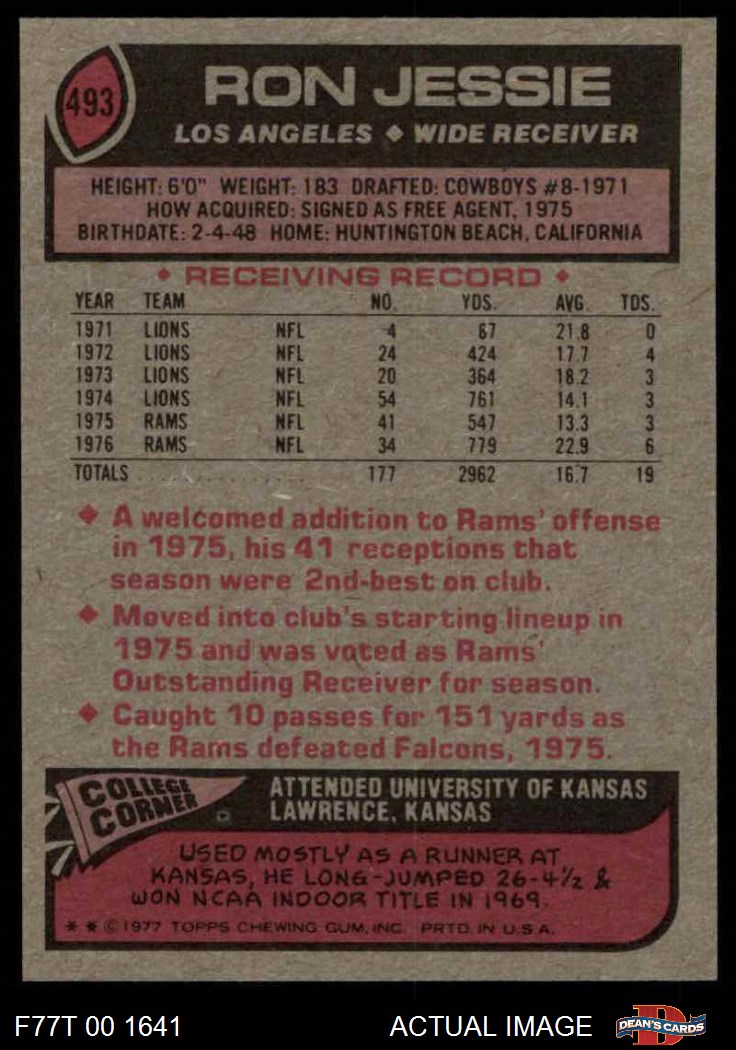 493
RON JESSIE
LOS ANGELES ◆ WIDE RECEIVER
HEIGHT: 6'0" WEIGHT: 183 DRAFTED: COWBOYS #8-1971
HOW ACQUIRED: SIGNED AS FREE AGENT, 1975
BIRTHDATE: 2-4-48 HOME: HUNTINGTON BEACH, CALIFORNIA
◆ RECEIVING RECORD ◆
YEAR TEAM NO. YDS. AVG. TDS.
1971 LIONS NFL 4 87 21.8 0
1972 LIONS NFL 24 424 17.7 4
1973 LIONS NFL 20 364 18.2 3
1974 LIONS NFL 54 761 14.1 3
1975 RAMS NFL 41 547 13.3 3
1976 RAMS NFL 34 779 22.9 6
TOTALS 177 2962 16.7 19
◆ A welcomed addition to Rams' offense
in 1975, his 41 receptions that
season were 2nd-best on club.
◆ Moved into club's starting lineup in
1975 and was voted as Rams'
Outstanding Receiver for season.
◆ Caught 10 passes for 151 yards as
the Rams defeated Falcons, 1975.
COLLEGE
CORNER
ATTENDED UNIVERSITY OF KANSAS
LAWRENCE, KANSAS
USED MOSTLY AS A RUNNER AT
KANSAS, HE LONG-JUMPED 26-4½ &
WON NCAA INDOOR TITLE IN 1969.
* * © 1977 TOPPS CHEWING GUM, INC. PRTD. IN U.S.A.
F77T 00 1641
ACTUAL IMAGE
D
DEAN'S CARDS